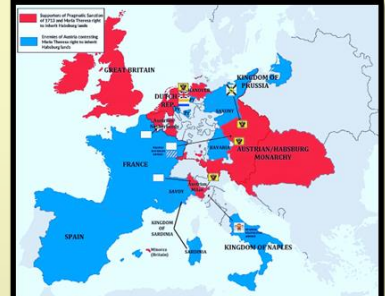 Supporters of Pragmatic Sanction
of 1713 and Maria Theresa right
to inherit Habsburg lands
Enemies of Austria contesting
Maria Theresa right to inherit
Habsburg lands
GREAT BRITAIN
KINGDOM OF
PRUSSIA
HANOVER
DUTCH
REP.
SAXONY
BAVARIA
AUSTRIAN/HABSBURG
MONARCHY
FRANCE
SAVOY
KINGDOM
OF
SARDINIA
SPAIN
Minorca
(Britain)
SARDINIA
KINGDOM OF NAPLES